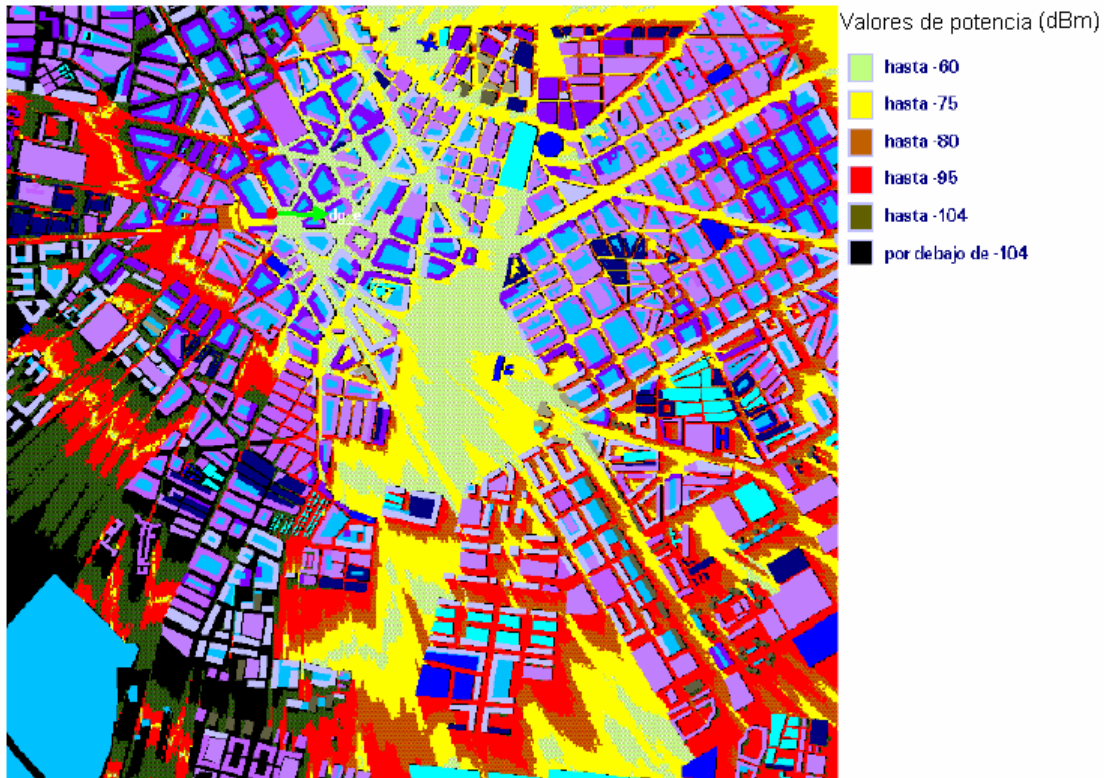 Valores de potencia (dBm)
hasta -60
hasta -75
hasta -80
hasta -95
hasta -104
por debajo de -104